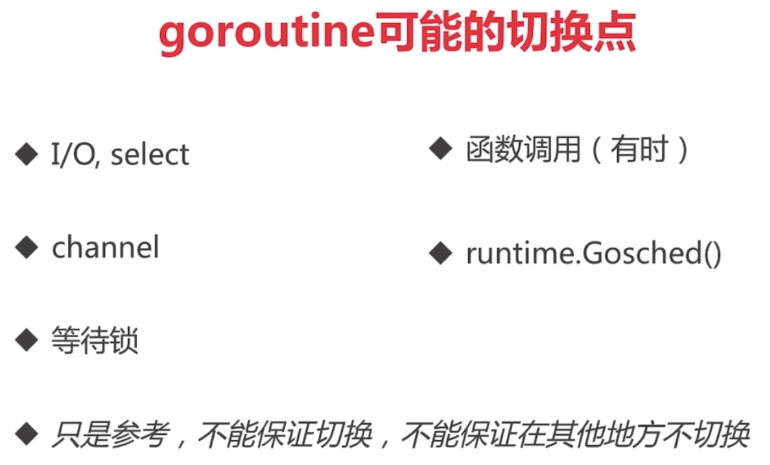 goroutine可能的切换点
◆ I/O, select
◆ channel
◆ 等待锁
◆ 函数调用（有时）
◆ runtime.Gosched()
◆ 只是参考，不能保证切换，不能保证在其他地方不切换